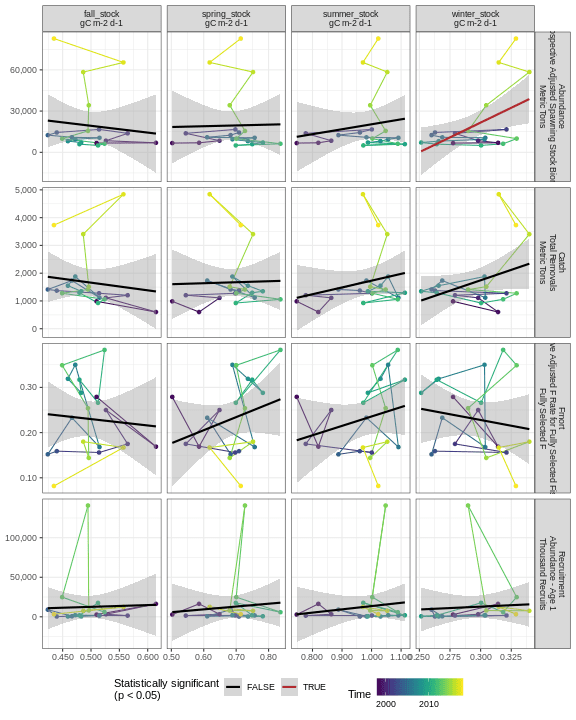 fall_stock
gC m-2 d-1
spring_stock
gC m-2 d-1
summer_stock
gC m-2 d-1
winter_stock
gC m-2 d-1
60,000
30,000
0
Abundance
Adjusted Spawning Stock
Metric Tons
5,000
4,000
3,000
2,000
1,000
0
Catch
Total Removals
Metric Tons
0.30
0.20
0.10
Fmort
Adjusted F Rate for Fully Selected
Fully Selected F
100,000
50,000
0
Recruitment
Abundance - Age 1
Thousand Recruits
0.450 0.500 0.550 0.600
0.50 0.60 0.70 0.80
0.800 0.900 1.000 1.100
0.250 0.275 0.300 0.325
Statistically significant
(p < 0.05)
FALSE
TRUE
Time
2000 2010